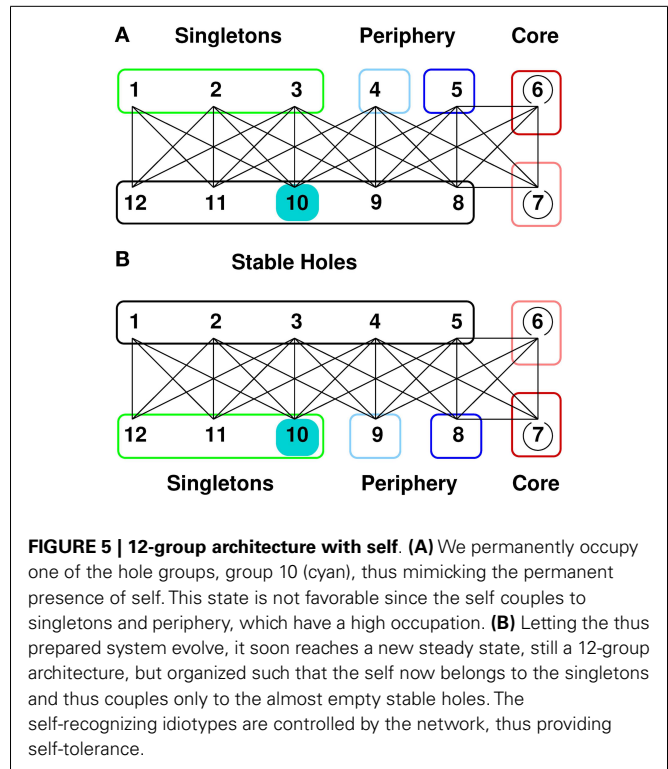 A Singletons Periphery Core
1 2 3 4 5 6
12 11 10 9 8 7
B Stable Holes
1 2 3 4 5 6
12 11 10 9 8 7
Singletons Periphery Core
FIGURE 5 | 12-group architecture with self. (A) We permanently occupy
one of the hole groups, group 10 (cyan), thus mimicking the permanent
presence of self. This state is not favorable since the self couples to
singletons and periphery, which have a high occupation. (B) Letting the thus
prepared system evolve, it soon reaches a new steady state, still a 12-group
architecture, but organized such that the self now belongs to the singletons
and thus couples only to the almost empty stable holes. The
self-recognizing idiotypes are controlled by the network, thus providing
self-tolerance.